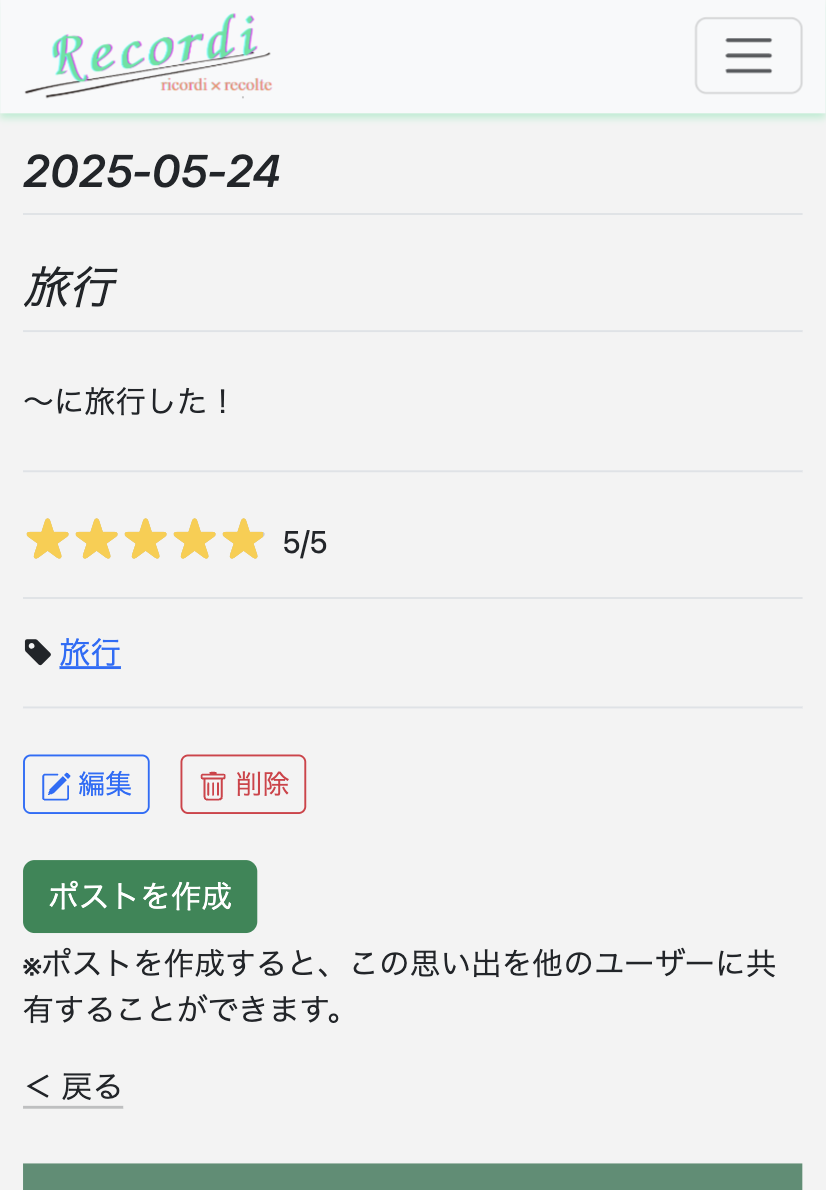 Recordi
ricordi × recolte
2025-05-24
旅行
〜に旅行した！
5/5
旅行
編集 削除
ポストを作成
※ポストを作成すると、この思い出を他のユーザーに共
有することができます。
＜ 戻る